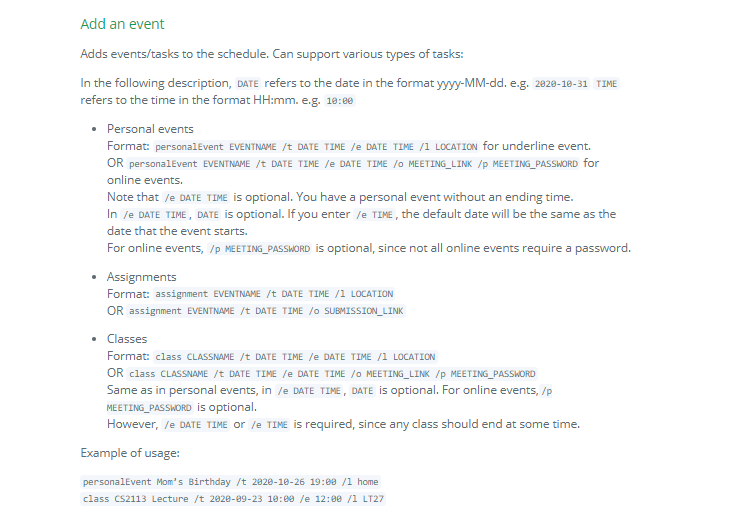 Add an event
Adds events/tasks to the schedule. Can support various types of tasks:
In the following description, DATE refers to the date in the format yyyy-MM-dd. e.g. 2020-10-31 TIME
refers to the time in the format HH:mm. e.g. 10:00
• Personal events
Format: personalEvent EVENTNAME /t DATE TIME /e DATE TIME /l LOCATION for underline event.
OR personalEvent EVENTNAME /t DATE TIME /e DATE TIME /o MEETING_LINK /p MEETING_PASSWORD for
online events.
Note that /e DATE TIME is optional. You have a personal event without an ending time.
In /e DATE TIME, DATE is optional. If you enter /e TIME, the default date will be the same as the
date that the event starts.
For online events, /p MEETING_PASSWORD is optional, since not all online events require a password.
• Assignments
Format: assignment EVENTNAME /t DATE TIME /l LOCATION
OR assignment EVENTNAME /t DATE TIME /o SUBMISSION_LINK
• Classes
Format: class CLASSNAME /t DATE TIME /e DATE TIME /l LOCATION
OR class CLASSNAME /t DATE TIME /e DATE TIME /o MEETING_LINK /p MEETING_PASSWORD
Same as in personal events, in /e DATE TIME, DATE is optional. For online events, /p
MEETING_PASSWORD is optional.
However, /e DATE TIME or /e TIME is required, since any class should end at some time.
Example of usage:
personalEvent Mom’s Birthday /t 2020-10-26 19:00 /l home
class CS2113 Lecture /t 2020-09-23 10:00 /e 12:00 /l LT27